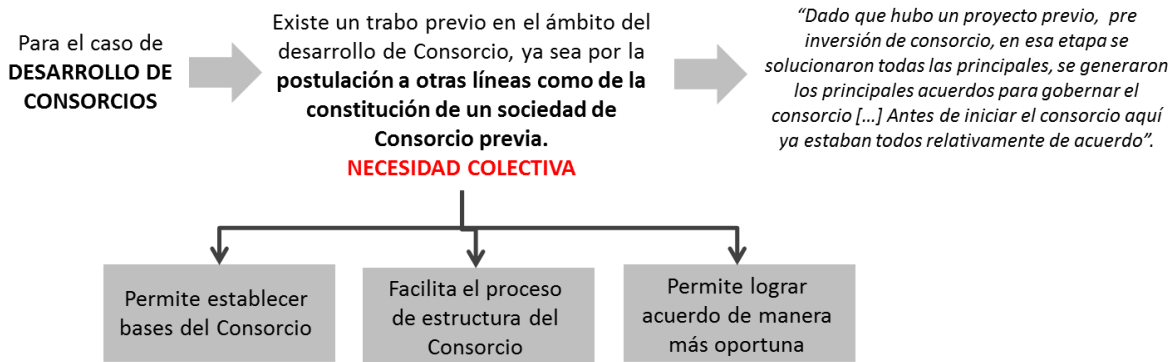 Para el caso de
DESARROLLO DE
CONSORCIOS
Existe un trabo previo en el ámbito del
desarrollo de Consorcio, ya sea por la
postulación a otras líneas como de la
constitución de un sociedad de
Consorcio previa.
NECESIDAD COLECTIVA
“Dado que hubo un proyecto previo, pre
inversión de consorcio, en esa etapa se
solucionaron todas las principales, se generaron
los principales acuerdos para gobernar el
consorcio […] Antes de iniciar el consorcio aquí
ya estaban todos relativamente de acuerdo”.
Permite establecer
bases del Consorcio
Facilita el proceso
de estructura del
Consorcio
Permite lograr
acuerdo de manera
más oportuna